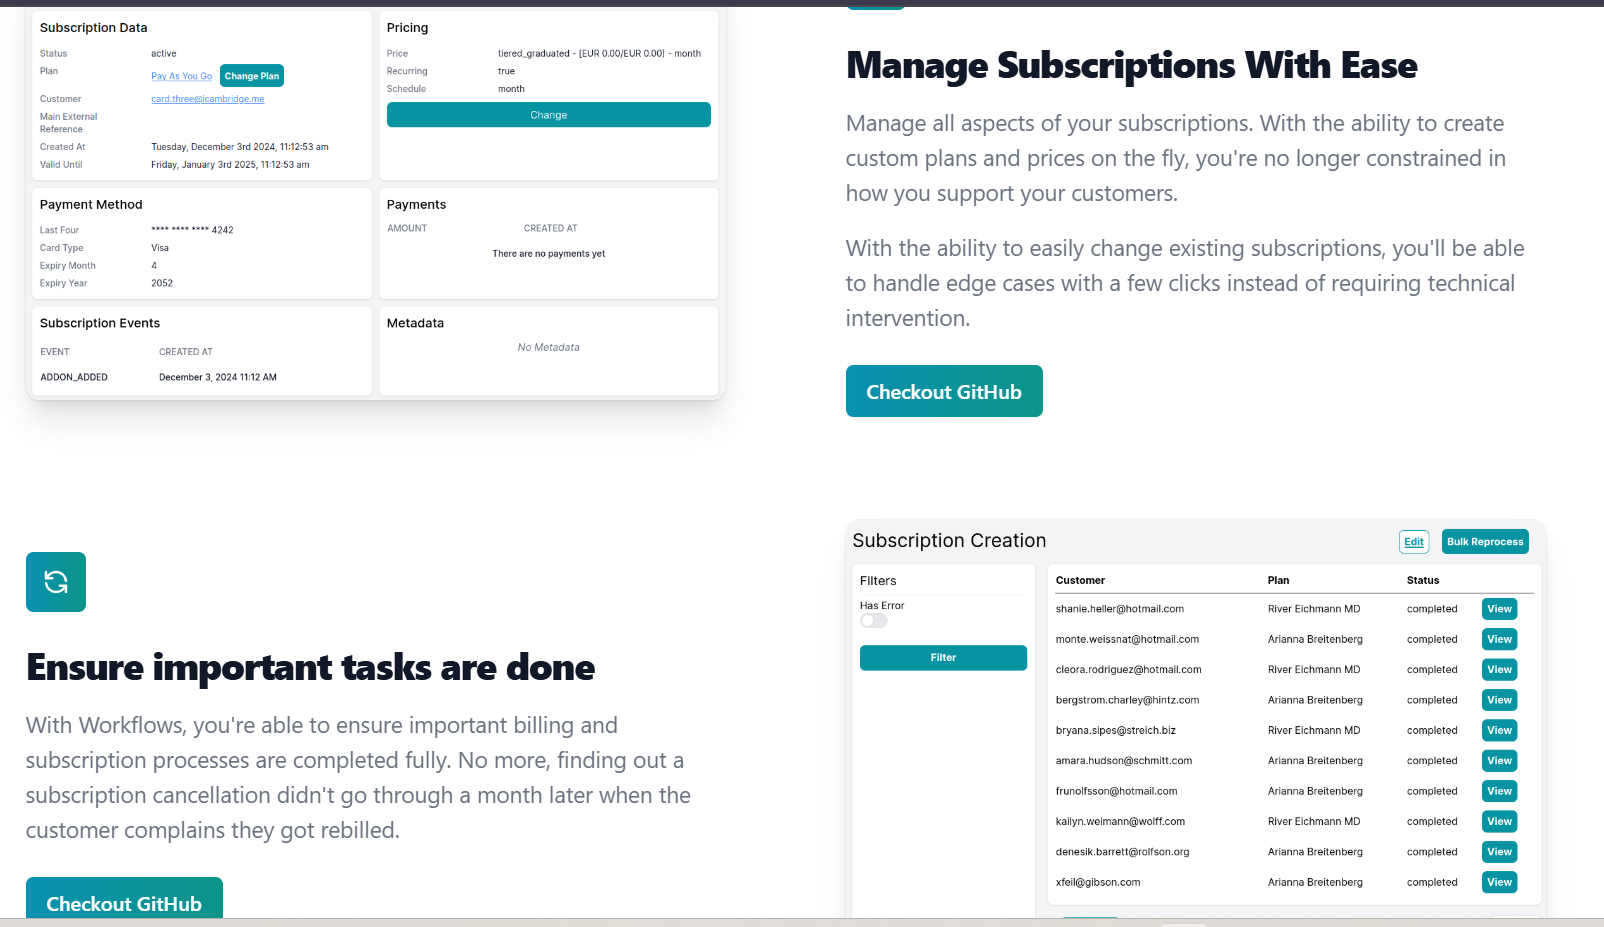 Subscription Data
Status active
Plan Pay As You Go Change Plan
Customer card.three@icambridge.me
Main External
Reference
Created At Tuesday, December 3rd 2024, 11:12:53 am
Valid Until Friday, January 3rd 2025, 11:12:53 am
Pricing
Price tiered_graduated - [EUR 0.00/EUR 0.00) - month
Recurring true
Schedule month
Change
Payment Method
Last Four **** **** **** 4242
Card Type Visa
Expiry Month 4
Expiry Year 2052
Payments
AMOUNT CREATED AT
There are no payments yet
Subscription Events
EVENT CREATED AT
ADDON_ADDED December 3, 2024 11:12 AM
Metadata
No Metadata
Manage Subscriptions With Ease
Manage all aspects of your subscriptions. With the ability to create
custom plans and prices on the fly, you're no longer constrained in
how you support your customers.
With the ability to easily change existing subscriptions, you'll be able
to handle edge cases with a few clicks instead of requiring technical
intervention.
Checkout GitHub
Ensure important tasks are done
With Workflows, you're able to ensure important billing and
subscription processes are completed fully. No more, finding out a
subscription cancellation didn't go through a month later when the
customer complains they got rebilled.
Checkout GitHub
Subscription Creation
Edit Bulk Reprocess
Filters
Has Error
Filter
Customer Plan Status
shanie.heller@hotmail.com River Eichmann MD completed View
monte.weissnat@hotmail.com Arianna Breitenberg completed View
cleora.rodriguez@hotmail.com River Eichmann MD completed View
bergstrom.charley@hintz.com Arianna Breitenberg completed View
bryana.sipes@streich.biz River Eichmann MD completed View
amara.hudson@schmitt.com Arianna Breitenberg completed View
frunolfsson@hotmail.com Arianna Breitenberg completed View
kailyn.weimann@wolff.com River Eichmann MD completed View
denesik.barrett@rolfson.org Arianna Breitenberg completed View
xfeil@gibson.com Arianna Breitenberg completed View